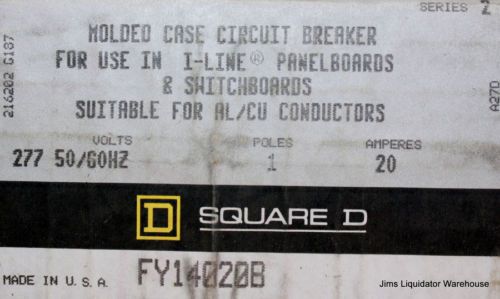 SERIES 2
MOLDED CASE CIRCUIT BREAKER
FOR USE IN I-LINE® PANELBOARDS
& SWITCHBOARDS
SUITABLE FOR AL/CU CONDUCTORS
216202 G187
A27D
VOLTS POLES AMPERES
277 50/60HZ 1 20
D SQUARE D
MADE IN U.S.A. FY14020B
Jims Liquidator Warehouse